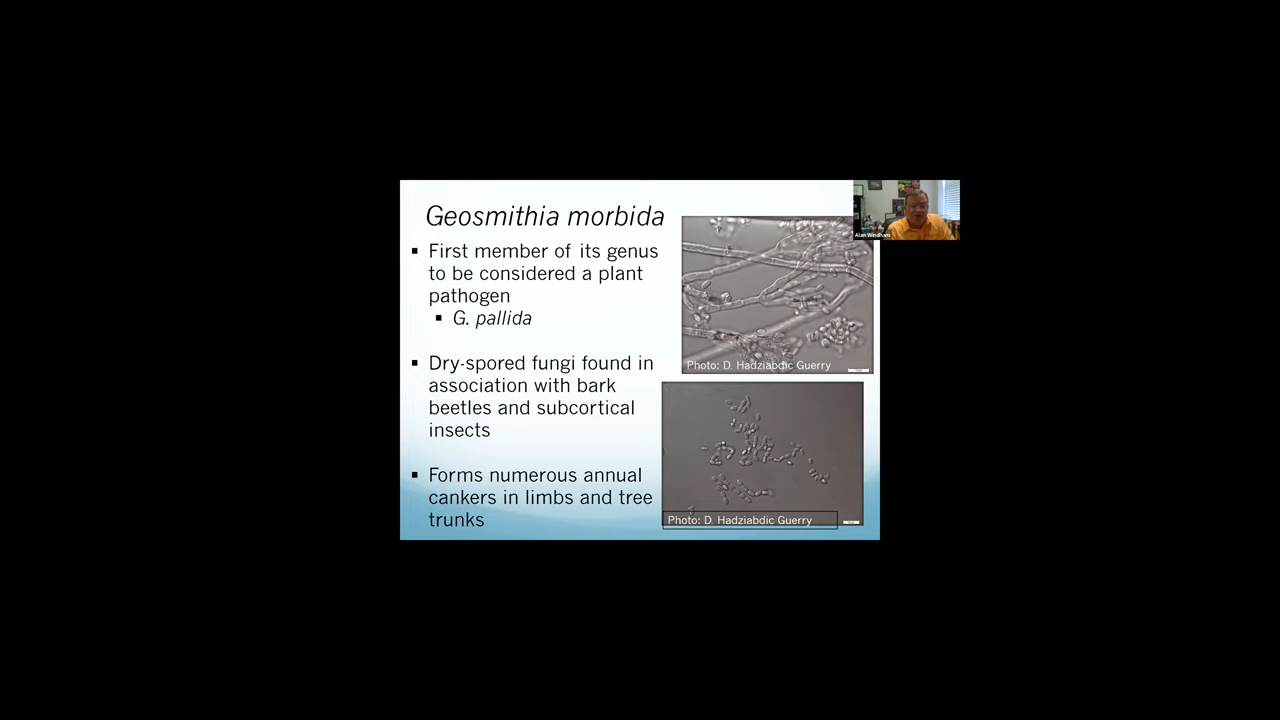 Geosmithia morbida
▪ First member of its genus
to be considered a plant
pathogen
▪ G. pallida
▪ Dry-spored fungi found in
association with bark
beetles and subcortical
insects
▪ Forms numerous annual
cankers in limbs and tree
trunks
Photo: D. Hadziabdic Guerry
Photo: D. Hadziabdic Guerry
Alan Windham